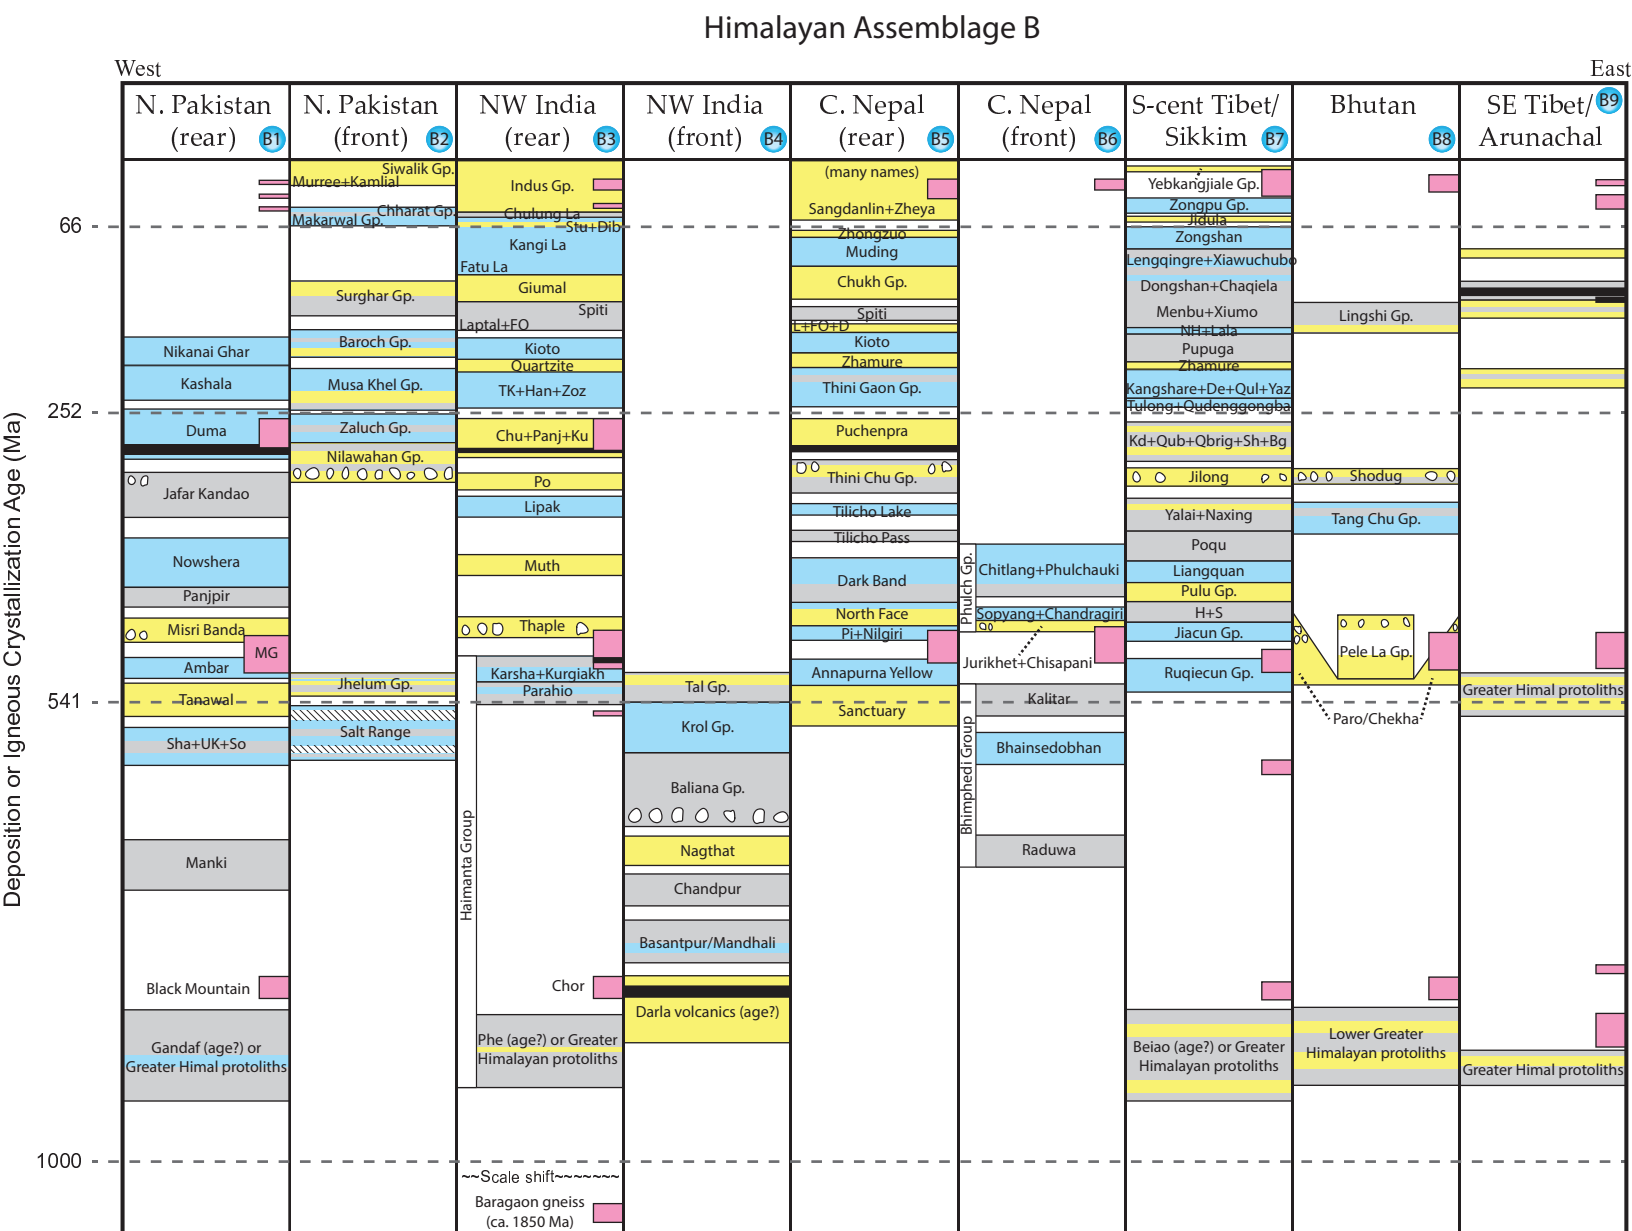 Himalayan Assemblage B
West
East
N. Pakistan
(rear)
B1
N. Pakistan
(front)
B2
NW India
(rear)
B3
NW India
(front)
B4
C. Nepal
(rear)
B5
C. Nepal
(front)
B6
S-cent Tibet/
Sikkim
B7
Bhutan
B8
SE Tibet/
Arunachal
B9
Deposition or Igneous Crystallization Age (Ma)
66
252
541
1000
Nikanai Ghar
Kashala
Duma
Jafar Kandao
Nowshera
Panjpir
Misri Banda
MG
Ambar
Tanawal
Sha+UK+So
Manki
Black Mountain
Gandaf (age?) or
Greater Himal protoliths
Siwalik Gp.
Murree+Kamlial
Chharat Gp.
Makarwal Gp.
Surghar Gp.
Baroch Gp.
Musa Khel Gp.
Zaluch Gp.
Nilawahan Gp.
Jhelum Gp.
Salt Range
Indus Gp.
Chulung La
Stu+Dib
Kangi La
Fatu La
Giumal
Spiti
Laptal+FO
Kioto
Quartzite
TK+Han+Zoz
Chu+Panj+Ku
Po
Lipak
Muth
Thaple
Karsha+Kurgiakh
Parahio
Haimanta Group
Chor
Phe (age?) or Greater
Himalayan protoliths
~~Scale shift~~~~~~~
Baragaon gneiss
(ca. 1850 Ma)
Tal Gp.
Krol Gp.
Baliana Gp.
Nagthat
Chandpur
Basantpur/Mandhali
Darla volcanics (age?)
(many names)
Sangdanlin+Zheya
Zhongzuo
Muding
Chukh Gp.
Spiti
L+FO+D
Kioto
Zhamure
Thini Gaon Gp.
Puchenpra
Thini Chu Gp.
Tilicho Lake
Tilicho Pass
Dark Band
North Face
Pi+Nilgiri
Annapurna Yellow
Sanctuary
Phulch Gp.
Chitlang+Phulchauki
Sopyang+Chandragiri
Jurikhet+Chisapani
Bhimphedi Group
Kalitar
Bhainsedobhan
Raduwa
Yebkangjiale Gp.
Zongpu Gp.
Jidula
Zongshan
Lengqingre+Xiawuchubo
Dongshan+Chaqiela
Menbu+Xiumo
NH+Lala
Pupuga
Zhamure
Kangshare+De+Qul+Yaz
Tulong+Qudenggongba
Kd+Qub+Qbrig+Sh+Bg
Jilong
Yalai+Naxing
Poqu
Liangquan
Pulu Gp.
H+S
Jiacun Gp.
Ruqiecun Gp.
Beiao (age?) or Greater
Himalayan protoliths
Lingshi Gp.
Shodug
Tang Chu Gp.
Pele La Gp.
Paro/Chekha
Lower Greater
Himalayan protoliths
Greater Himal protoliths
Greater Himal protoliths